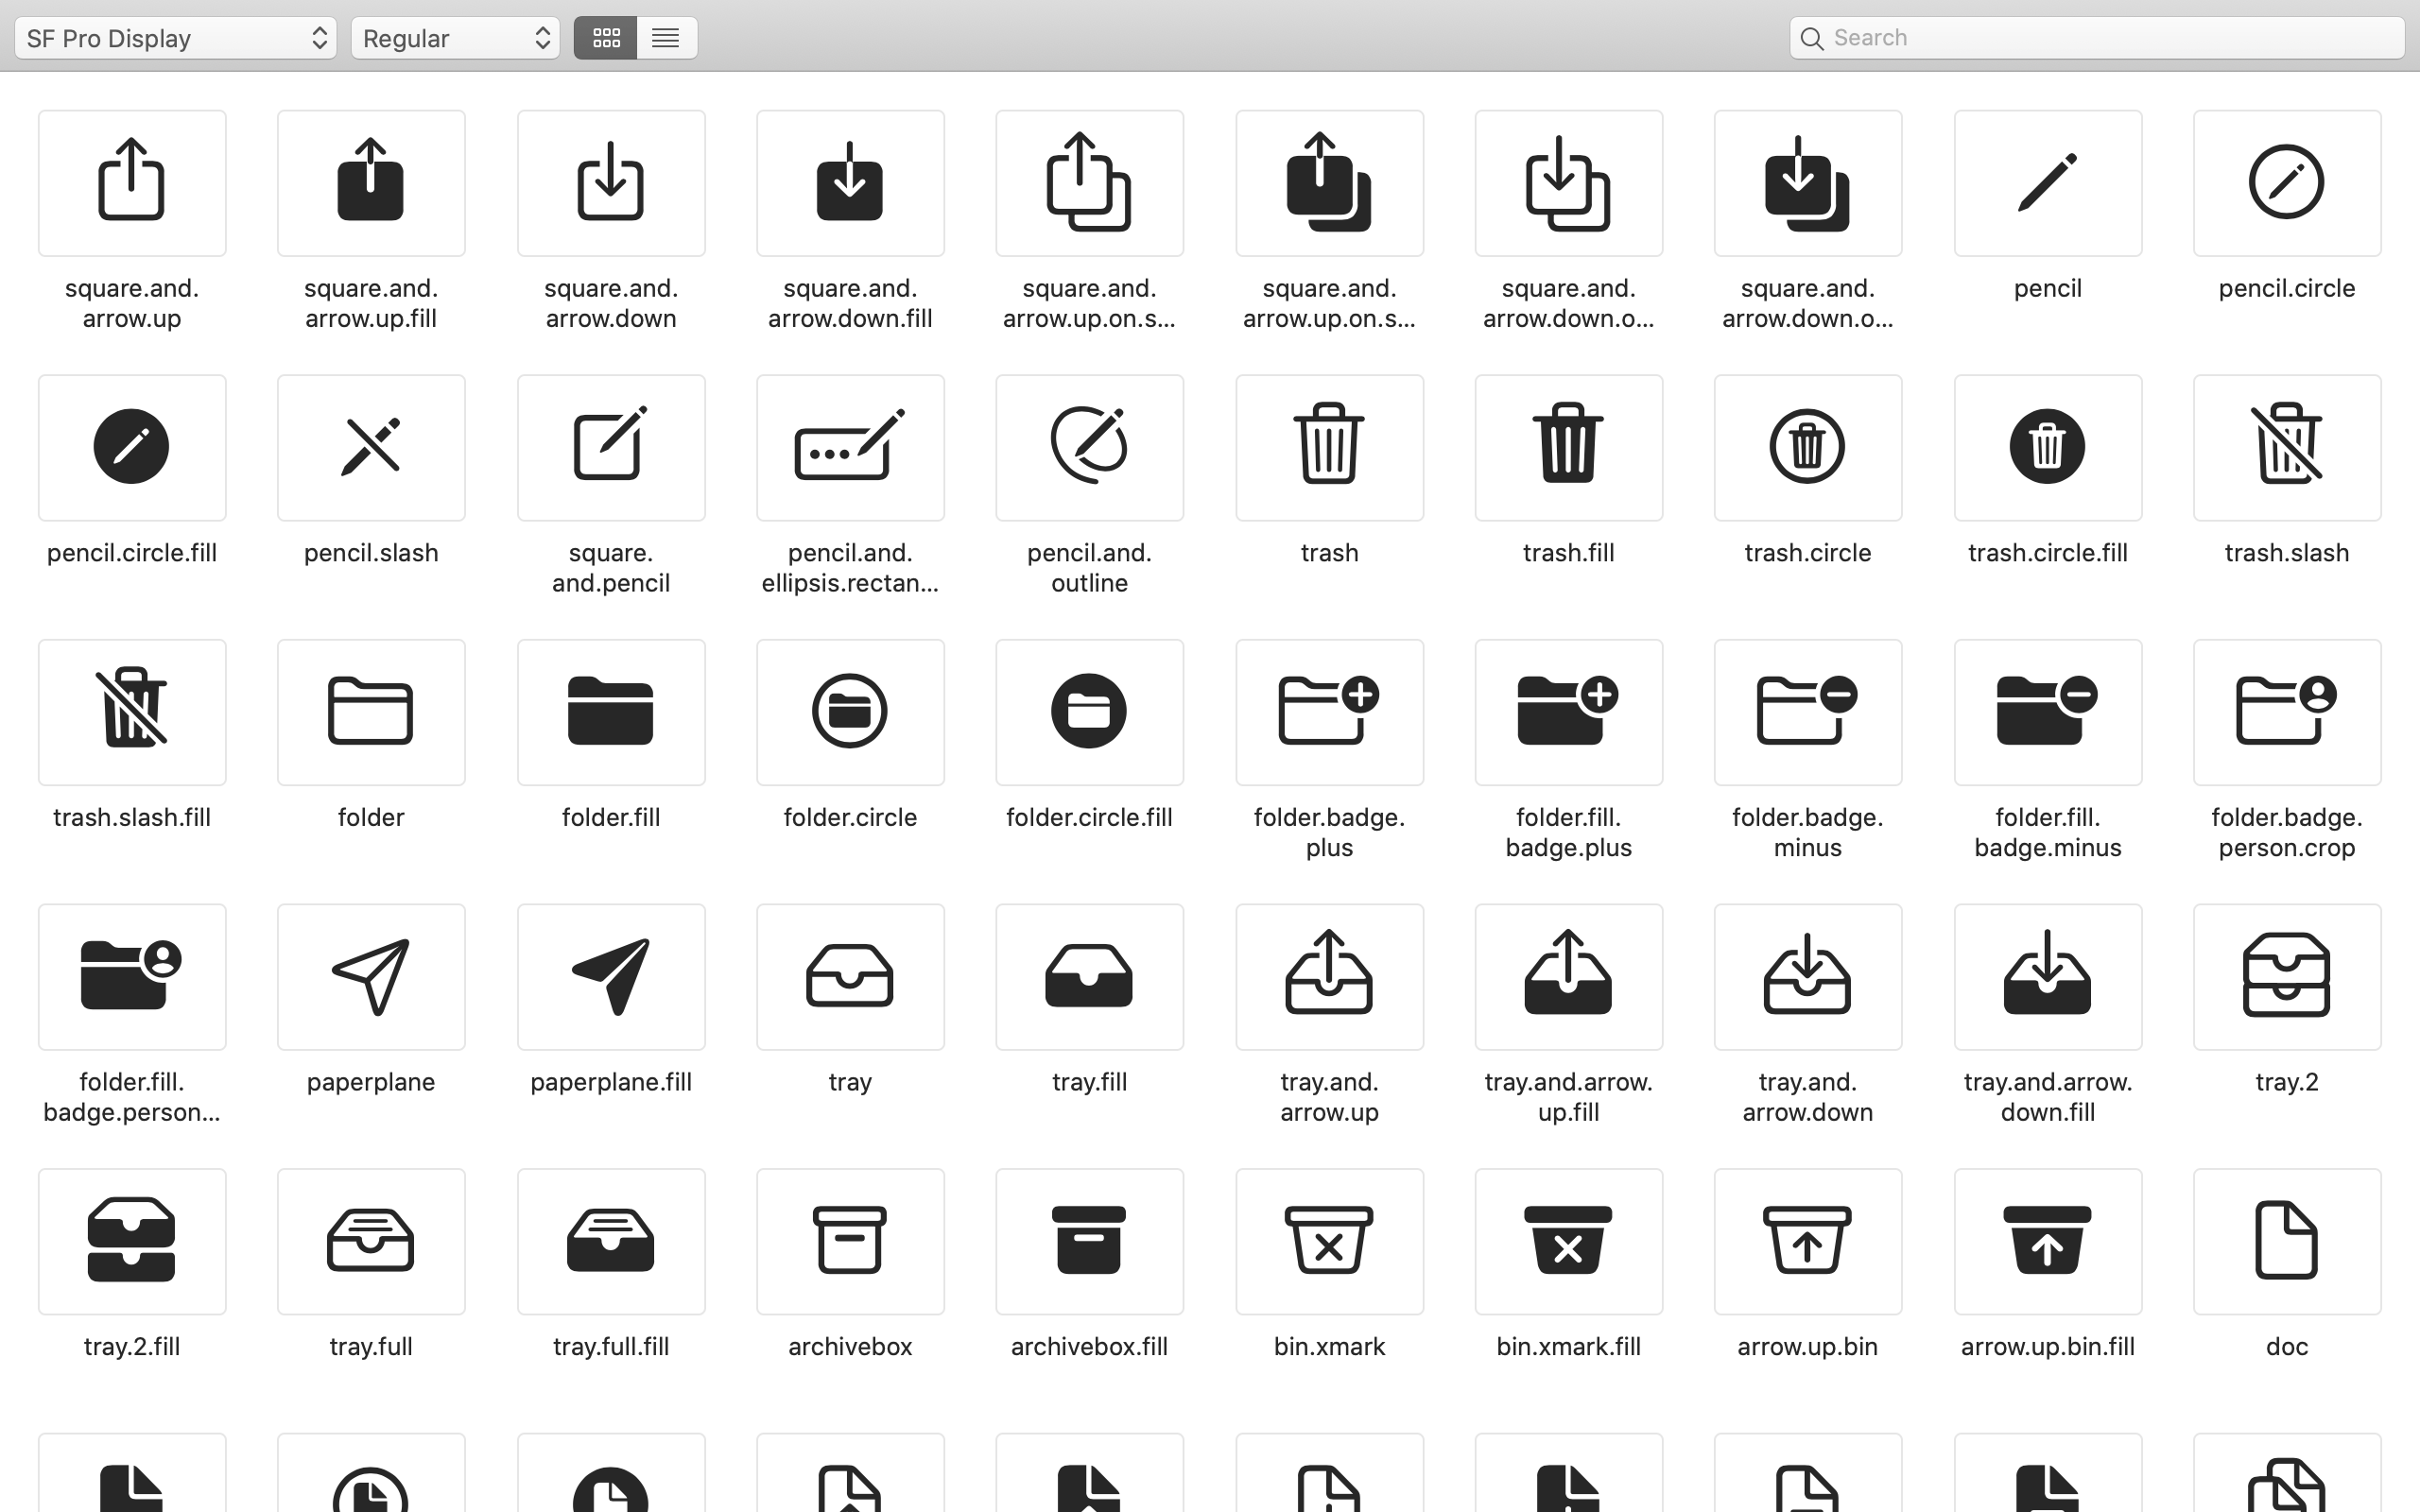 SF Pro Display
Regular
Search
square.and.
arrow.up
square.and.
arrow.up.fill
square.and.
arrow.down
square.and.
arrow.down.fill
square.and.
arrow.up.on.s...
square.and.
arrow.up.on.s...
square.and.
arrow.down.o...
square.and.
arrow.down.o...
pencil
pencil.circle
pencil.circle.fill
pencil.slash
square.
and.pencil
pencil.and.
ellipsis.rectan...
pencil.and.
outline
trash
trash.fill
trash.circle
trash.circle.fill
trash.slash
trash.slash.fill
folder
folder.fill
folder.circle
folder.circle.fill
folder.badge.
plus
folder.fill.
badge.plus
folder.badge.
minus
folder.fill.
badge.minus
folder.badge.
person.crop
folder.fill.
badge.person...
paperplane
paperplane.fill
tray
tray.fill
tray.and.
arrow.up
tray.and.arrow.
up.fill
tray.and.
arrow.down
tray.and.arrow.
down.fill
tray.2
tray.2.fill
tray.full
tray.full.fill
archivebox
archivebox.fill
bin.xmark
bin.xmark.fill
arrow.up.bin
arrow.up.bin.fill
doc